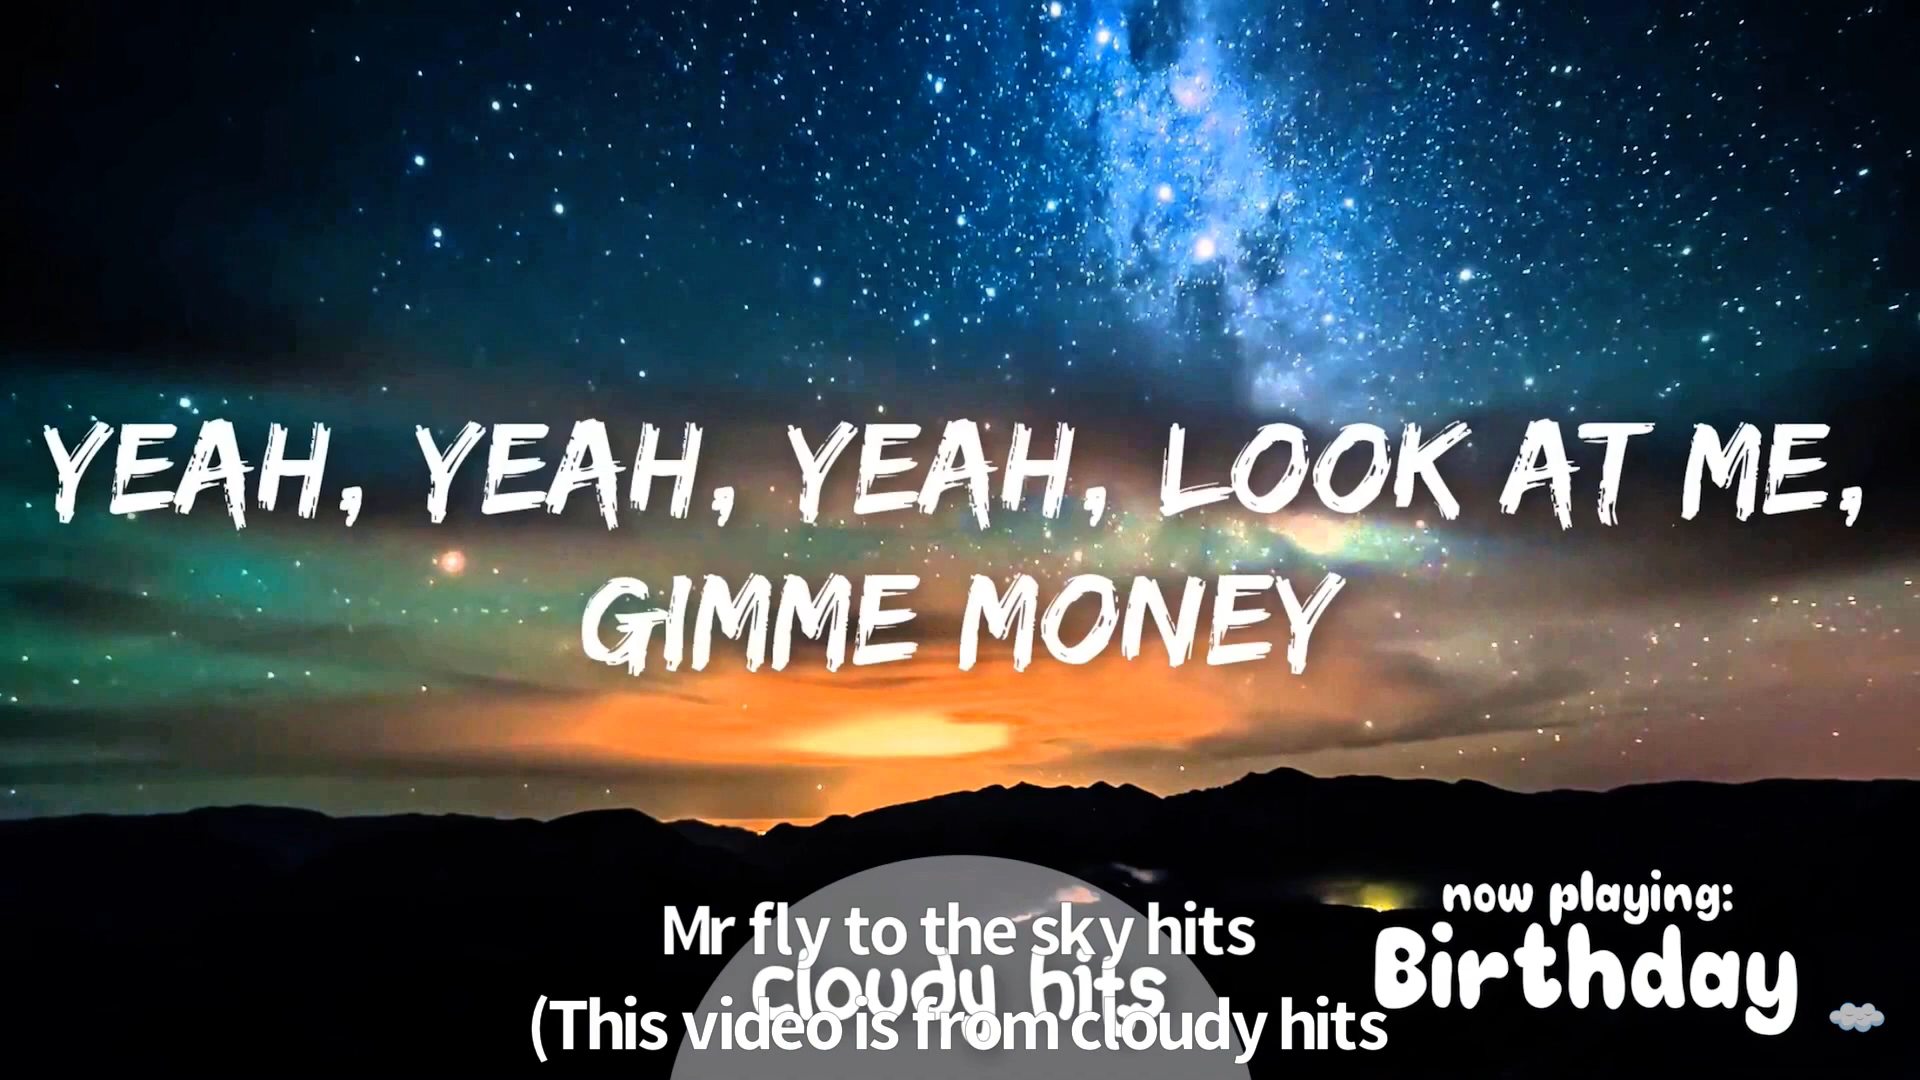 YEAH, YEAH, YEAH, LOOK AT ME,
GIMME MONEY
now playing:
Birthday
Mr fly to the sky hits
cloudy hits
(This video is from cloudy hits